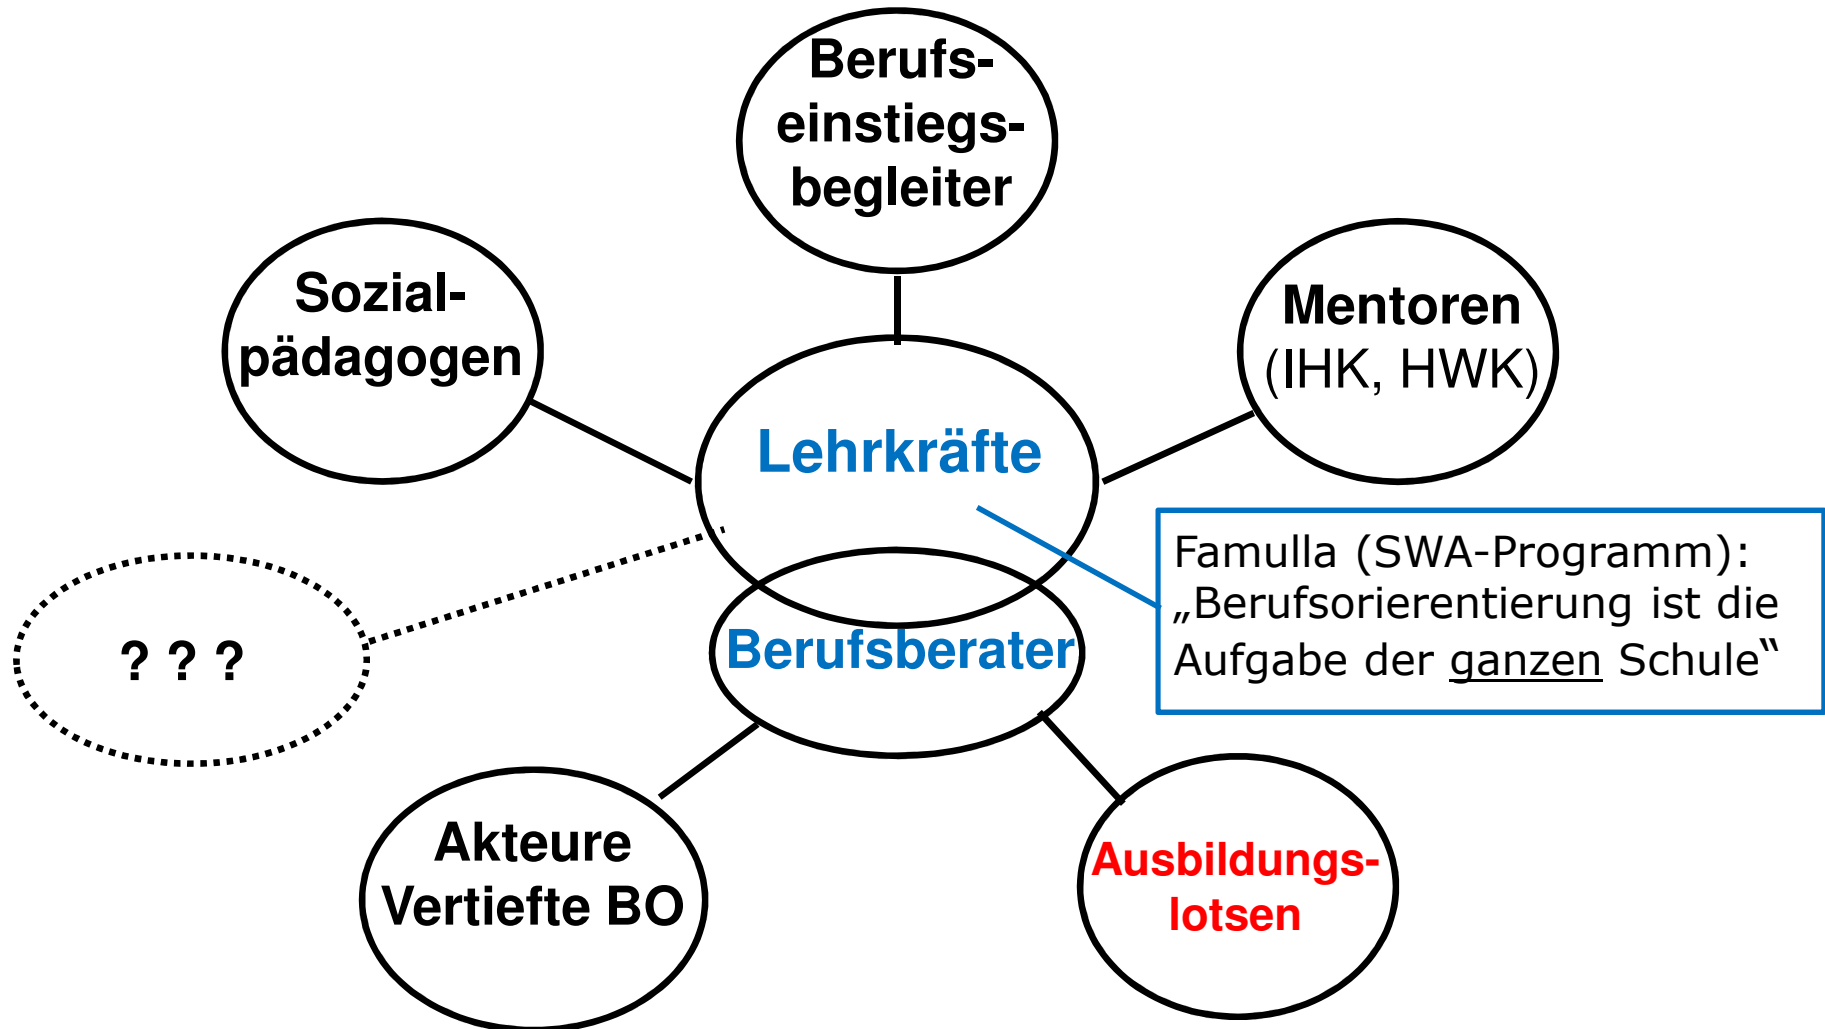 Berufs-
einstiegs-
begleiter
Sozial-
pädagogen
Mentoren
(IHK, HWK)
Lehrkräfte
Famulla (SWA-Programm):
„Berufsorierentierung ist die
Aufgabe der ganzen Schule“
Berufsberater
? ? ?
Akteure
Vertiefte BO
Ausbildungs-
lotsen